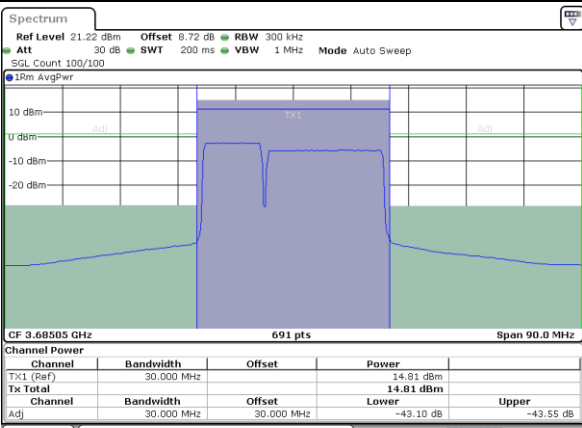 Spectrum
Ref Level 21.22 dBm Offset 8.72 dB RBW 300 kHz
Att 30 dB SWT 200 ms VBW 1 MHz Mode Auto Sweep
SGL Count 100/100
1Rm AvgPwr
10 dBm
TX1
Adj Adj
0 dBm
-10 dBm
-20 dBm
CF 3.68505 GHz 691 pts Span 90.0 MHz
Channel Power
Channel Bandwidth Offset Power
TX1 (Ref) 30.000 MHz 14.81 dBm
Tx Total 14.81 dBm
Channel Bandwidth Offset Lower Upper
Adj 30.000 MHz 30.000 MHz -43.10 dB -43.55 dB